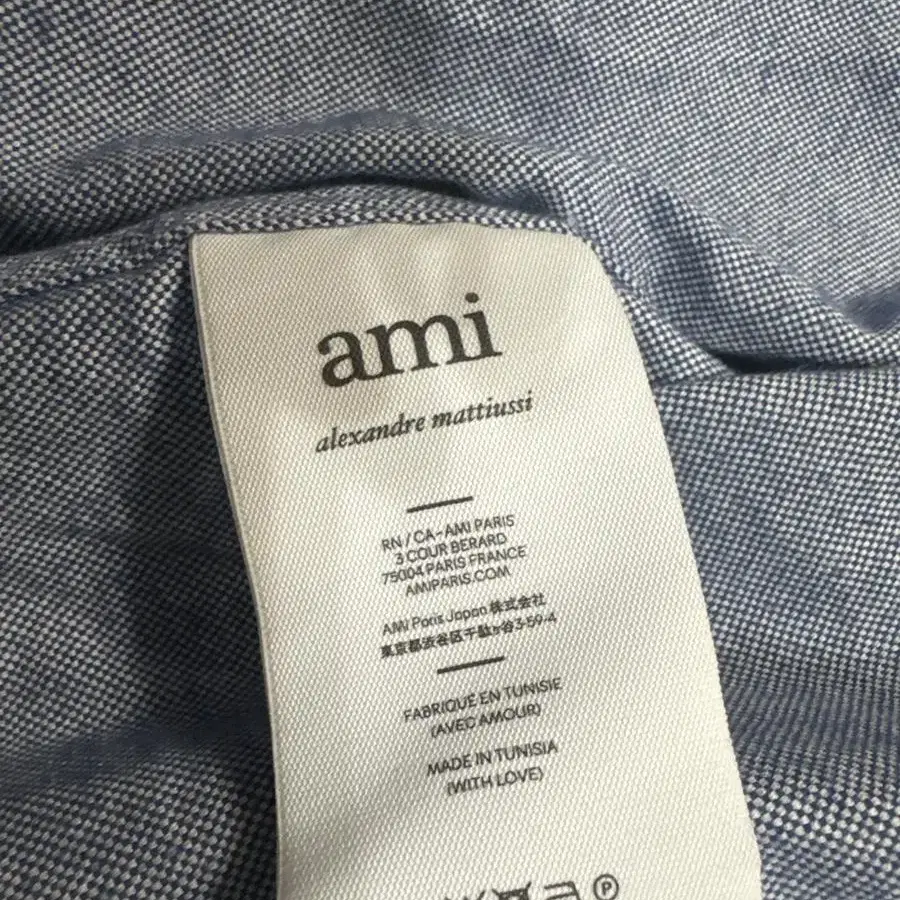 ami
alexandre mattiussi
RN / CA-AMI PARIS
3 COUR BERARD
75004 PARIS FRANCE
AMIPARIS.COM
AMI Paris Japan 株式会社
東京都渋谷区千駄ヶ谷3-59-4
FABRIQUÉ EN TUNISIE
(AVEC AMOUR)
MADE IN TUNISIA
(WITH LOVE)
P